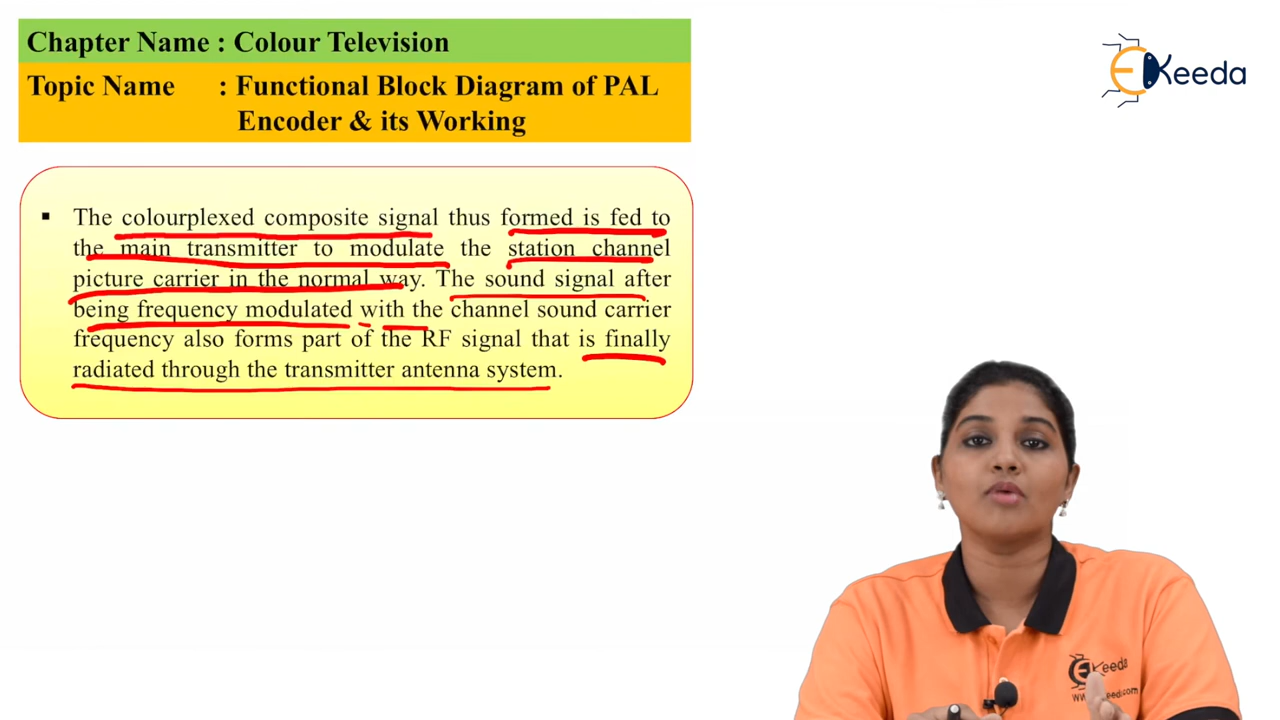 Chapter Name : Colour Television
Topic Name : Functional Block Diagram of PAL
Encoder & its Working
Keeda
▪ The colourplexed composite signal thus formed is fed to
the main transmitter to modulate the station channel
picture carrier in the normal way. The sound signal after
being frequency modulated with the channel sound carrier
frequency also forms part of the RF signal that is finally
radiated through the transmitter antenna system.
Keeda